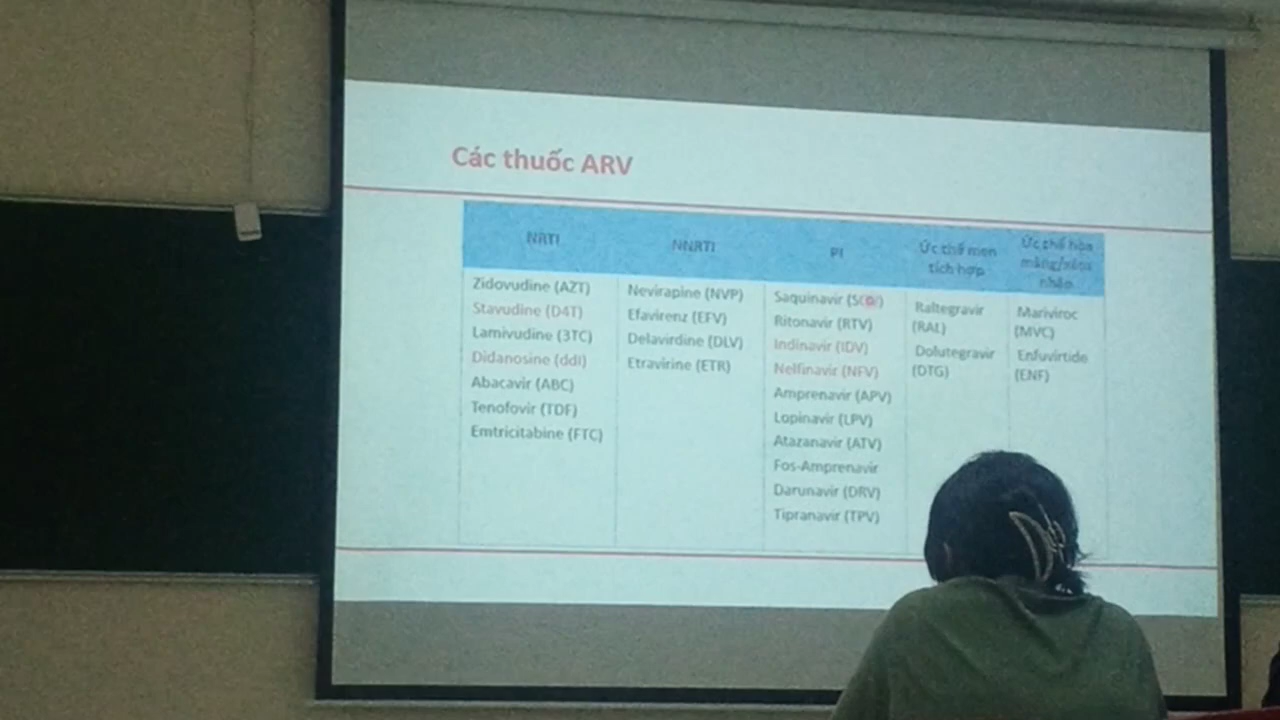 Các thuốc ARV
NRTI
NNRTI
PI
Ức chế men
tích hợp
Ức chế hòa
màng/xâm
nhập
Zidovudine (AZT)
Stavudine (D4T)
Lamivudine (3TC)
Didanosine (ddI)
Abacavir (ABC)
Tenofovir (TDF)
Emtricitabine (FTC)
Nevirapine (NVP)
Efavirenz (EFV)
Delavirdine (DLV)
Etravirine (ETR)
Saquinavir
Ritonavir (RTV)
Indinavir (IDV)
Nelfinavir (NFV)
Amprenavir (APV)
Lopinavir (LPV)
Atazanavir (ATV)
Fos-Amprenavir
Darunavir (DRV)
Tipranavir (TPV)
Raltegravir
(RAL)
Dolutegravir
(DTG)
Mariviroc
(MVC)
Enfuvirtide
(ENF)